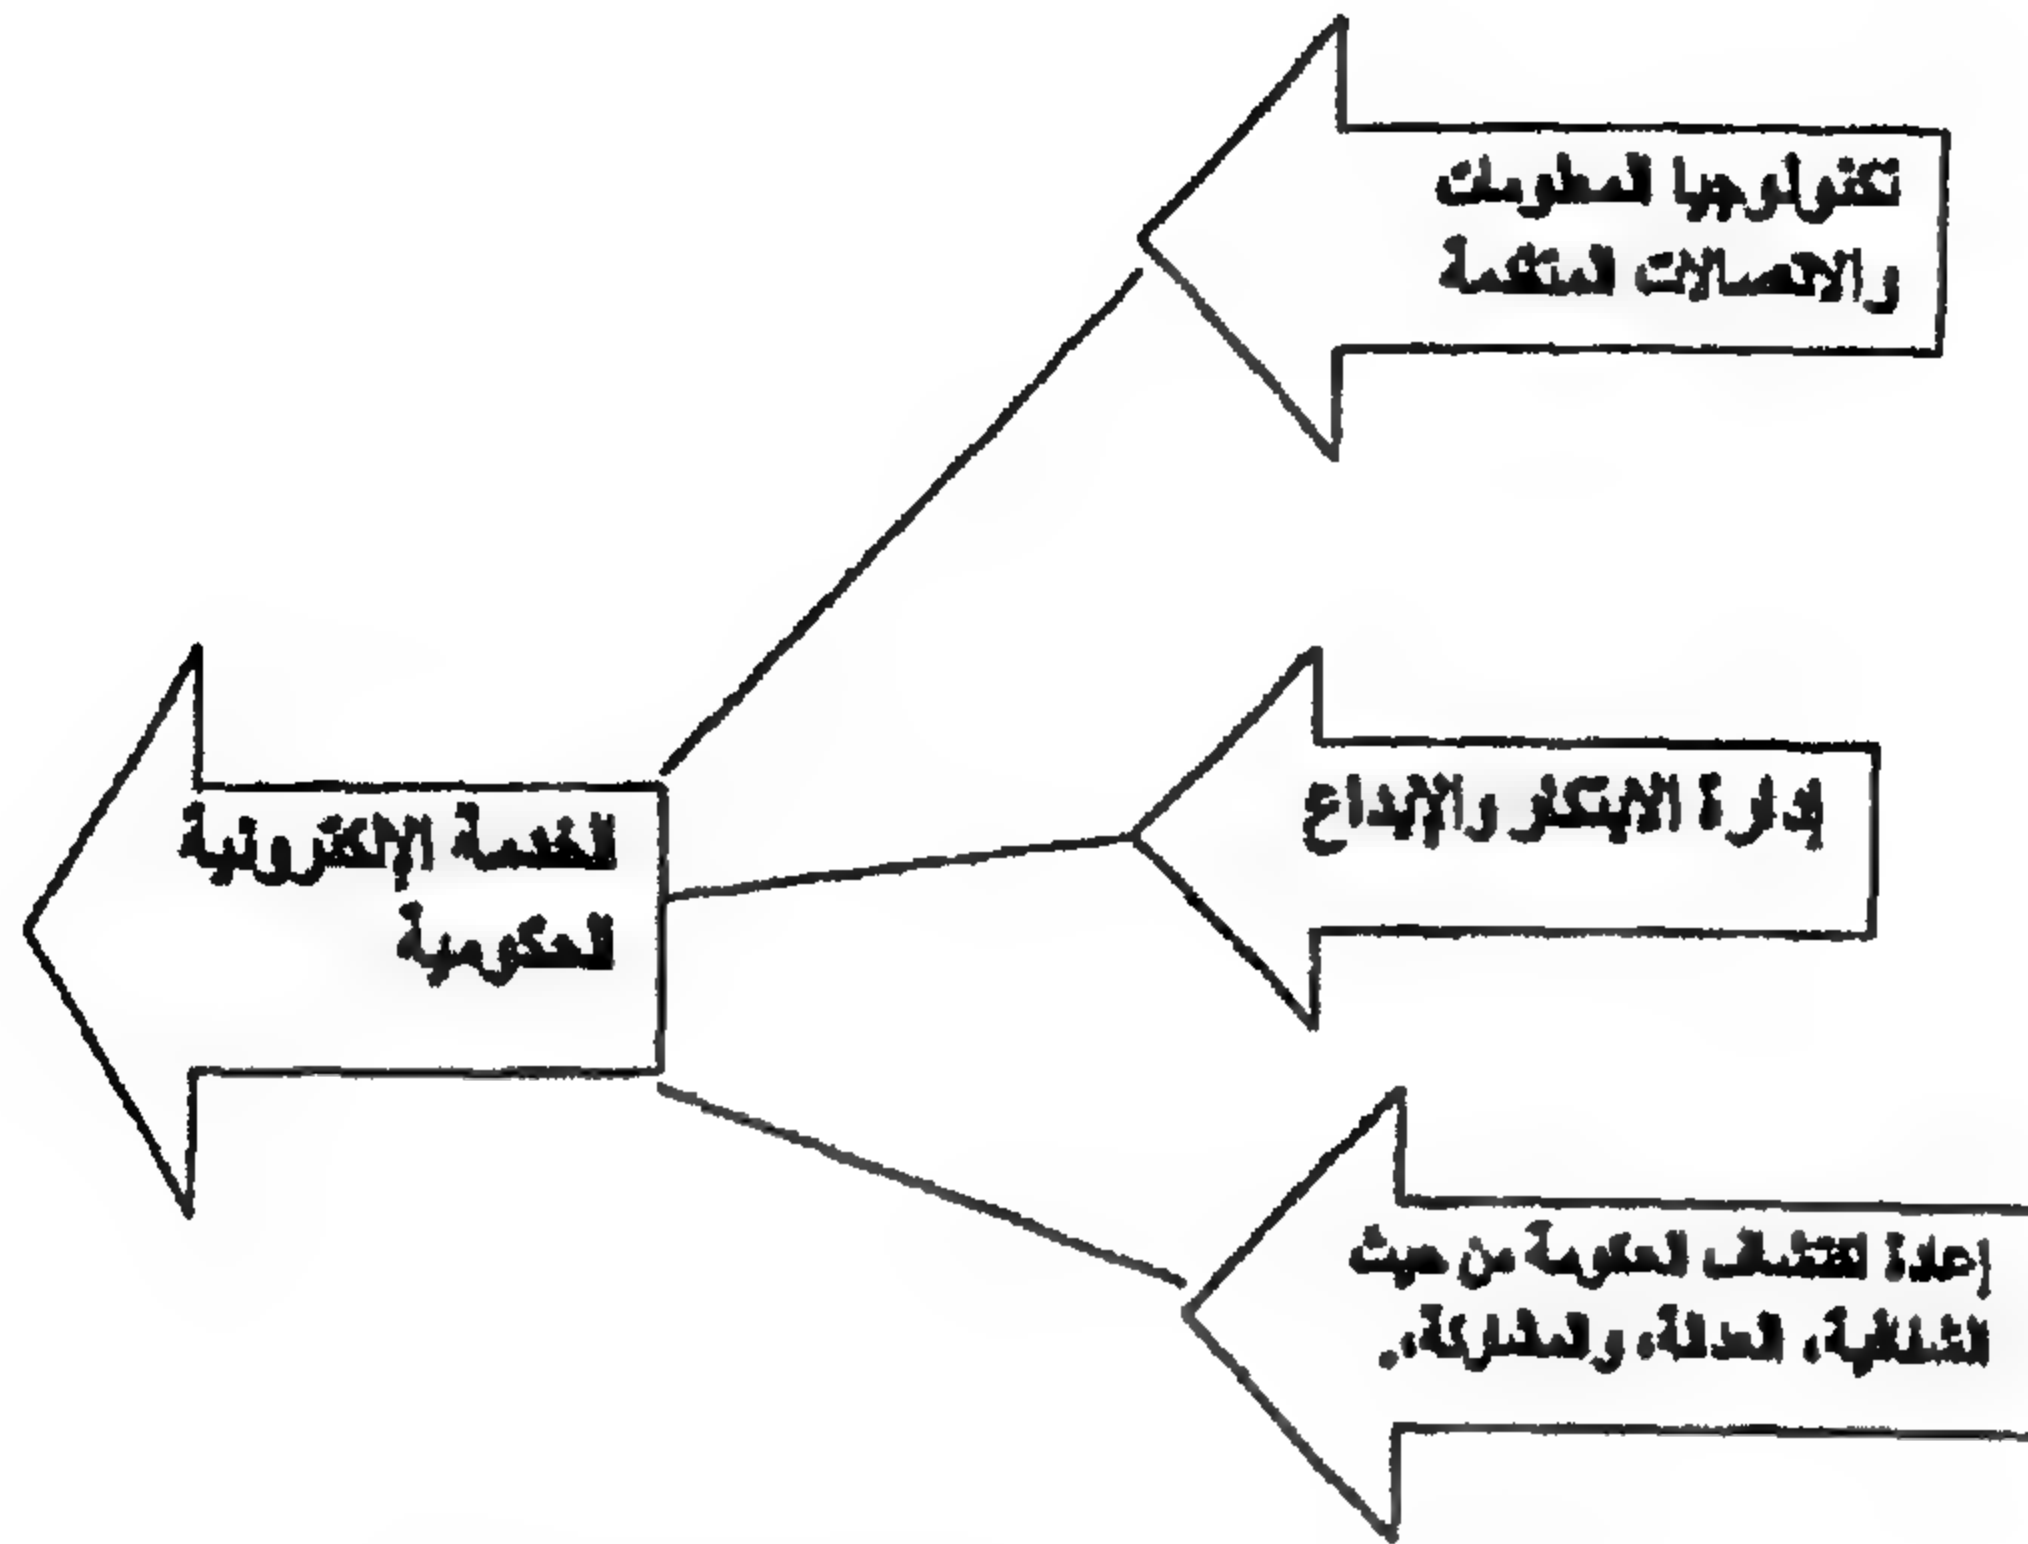 تكنولوجيا المعلومات
والاتصالات المتكاملة
إدارة الابتكار والإبداع
الخدمة الإلكترونية
الحكومية
إعادة اكتشاف الحكومة من حيث
الشفافية، العدالة، والمشاركة،.